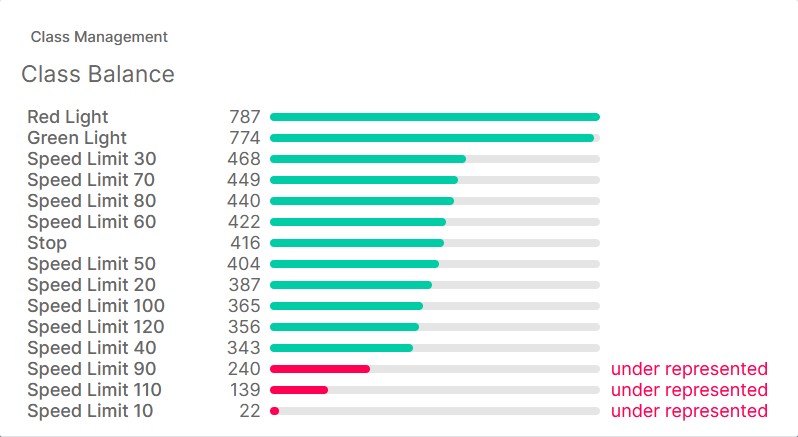 Class Management
Class Balance
Red Light 787
Green Light 774
Speed Limit 30 468
Speed Limit 70 449
Speed Limit 80 440
Speed Limit 60 422
Stop 416
Speed Limit 50 404
Speed Limit 20 387
Speed Limit 100 365
Speed Limit 120 356
Speed Limit 40 343
Speed Limit 90 240 under represented
Speed Limit 110 139 under represented
Speed Limit 10 22 under represented